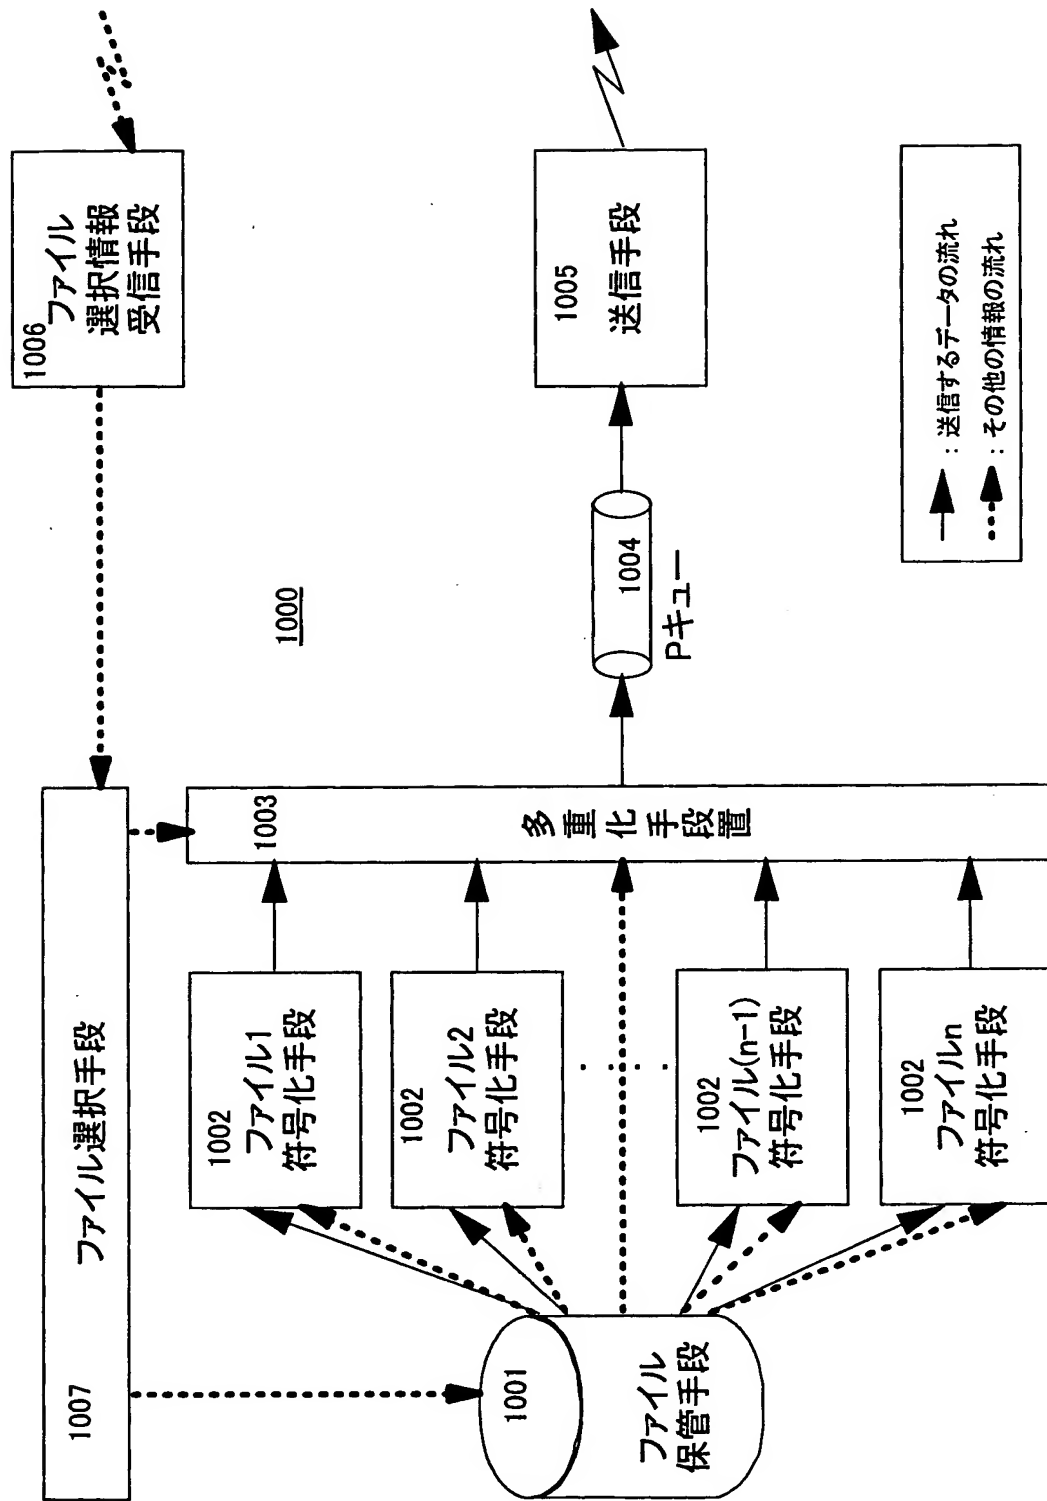 1007
ファイル選択手段
1006
ファイル
選択情報
受信手段
1001
ファイル
保管手段
1002
ファイル1
符号化手段
1002
ファイル2
符号化手段
1002
ファイル(n-1)
符号化手段
1002
ファイルn
符号化手段
1003
多重化手段置
1000
1004
Pキュー
1005
送信手段
：送信するデータの流れ
：その他の情報の流れ